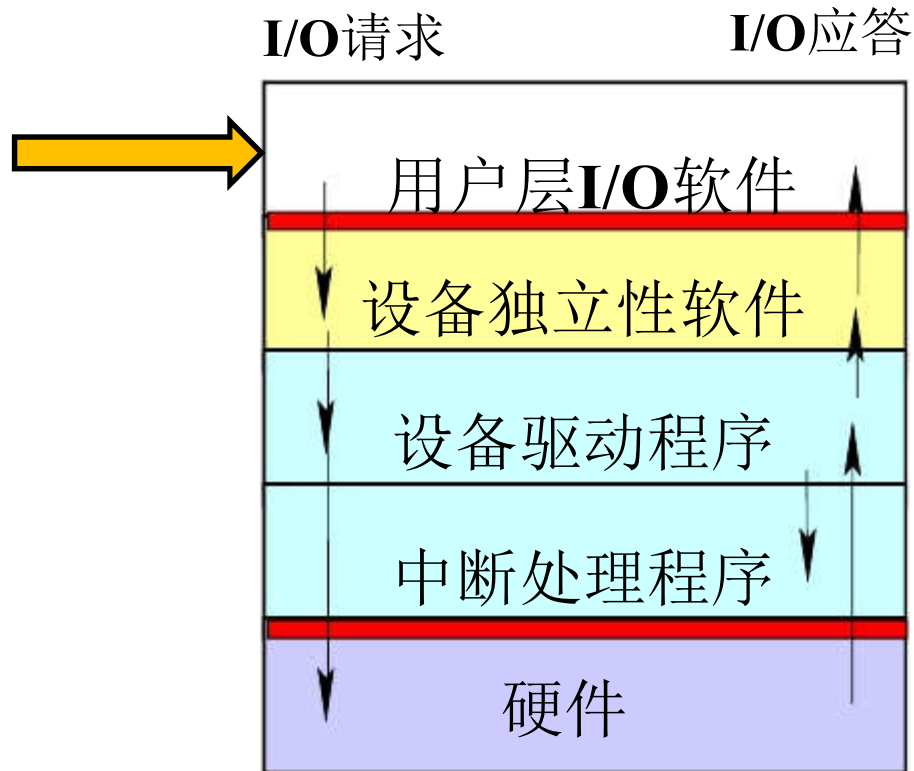 I/O请求
I/O应答
用户层I/O软件
设备独立性软件
设备驱动程序
中断处理程序
硬件